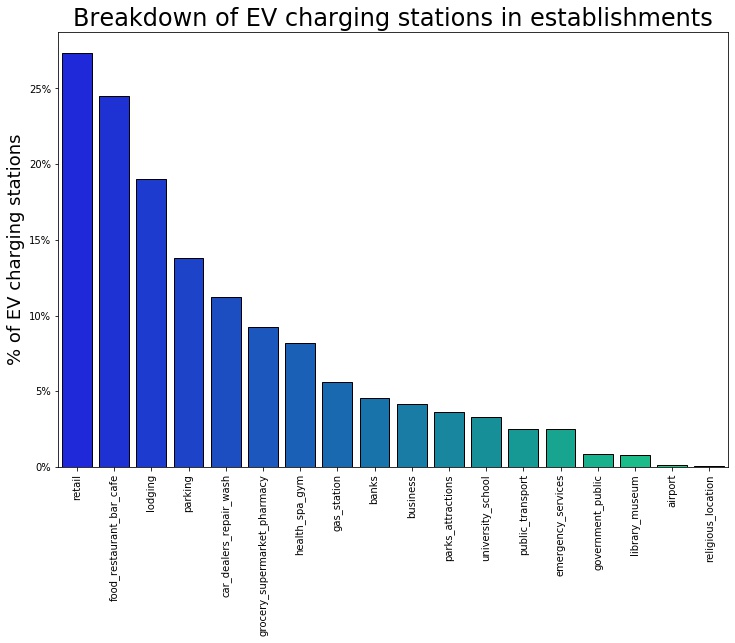 Breakdown of EV charging stations in establishments
% of EV charging stations
25%
20%
15%
10%
5%
0%
retail
food_restaurant_bar_cafe
lodging
parking
car_dealers_repair_wash
grocery_supermarket_pharmacy
health_spa_gym
gas_station
banks
business
parks_attractions
university_school
public_transport
emergency_services
government_public
library_museum
airport
religious_location